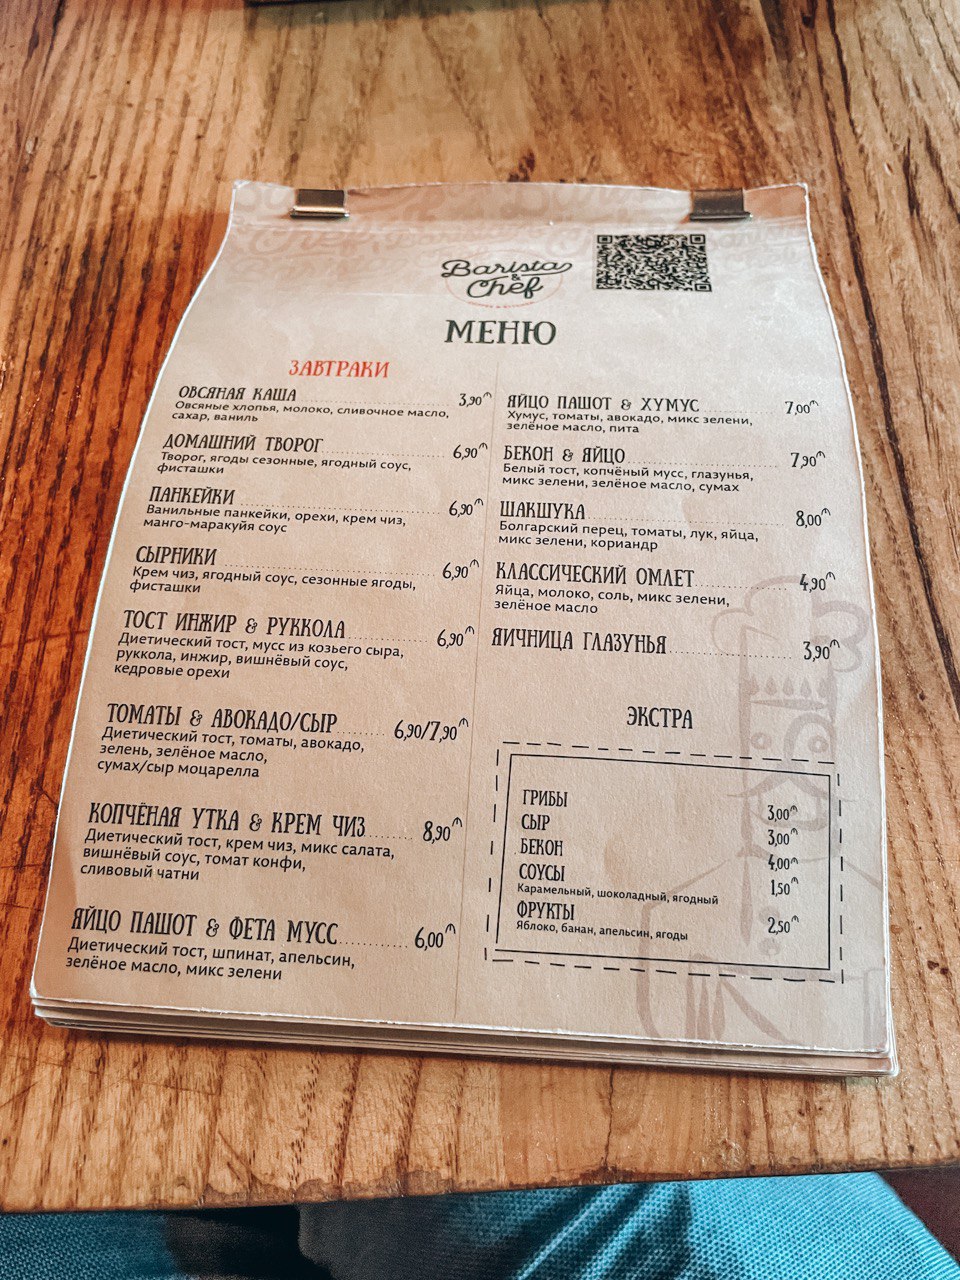 Barista
&
Chef
МЕНЮ
ЗАВТРАКИ
ОВСЯНАЯ КАША 3,90₼
Овсяные хлопья, молоко, сливочное масло,
сахар, ваниль
ДОМАШНИЙ ТВОРОГ 6,90₼
Творог, ягоды сезонные, ягодный соус,
фисташки
ПАНКЕЙКИ 6,90₼
Ванильные панкейки, орехи, крем чиз,
манго-маракуйя соус
СЫРНИКИ 6,90₼
Крем чиз, ягодный соус, сезонные ягоды,
фисташки
ТОСТ ИНЖИР & РУККОЛА 6,90₼
Диетический тост, мусс из козьего сыра,
руккола, инжир, вишнёвый соус,
кедровые орехи
ТОМАТЫ & АВОКАДО/СЫР 6,90/7,90₼
Диетический тост, томаты, авокадо,
зелень, зелёное масло,
сумах/сыр моцарелла
КОПЧЁНАЯ УТКА & КРЕМ ЧИЗ 8,90₼
Диетический тост, крем чиз, микс салата,
вишнёвый соус, томат конфи,
сливовый чатни
ЯЙЦО ПАШОТ & ФЕТА МУСС 6,00₼
Диетический тост, шпинат, апельсин,
зелёное масло, микс зелени
ЯЙЦО ПАШОТ & ХУМУС 7,00₼
Хумус, томаты, авокадо, микс зелени,
зелёное масло, пита
БЕКОН & ЯЙЦО 7,90₼
Белый тост, копчёный мусс, глазунья,
микс зелени, зелёное масло, сумах
ШАКШУКА 8,00₼
Болгарский перец, томаты, лук, яйца,
микс зелени, кориандр
КЛАССИЧЕСКИЙ ОМЛЕТ 4,90₼
Яйца, молоко, соль, микс зелени,
зелёное масло
ЯИЧНИЦА ГЛАЗУНЬЯ 3,90₼
ЭКСТРА
ГРИБЫ 3,00₼
СЫР 3,00₼
БЕКОН 4,00₼
СОУСЫ 1,50₼
Карамельный, шоколадный, ягодный
ФРУКТЫ 2,50₼
Яблоко, банан, апельсин, ягоды